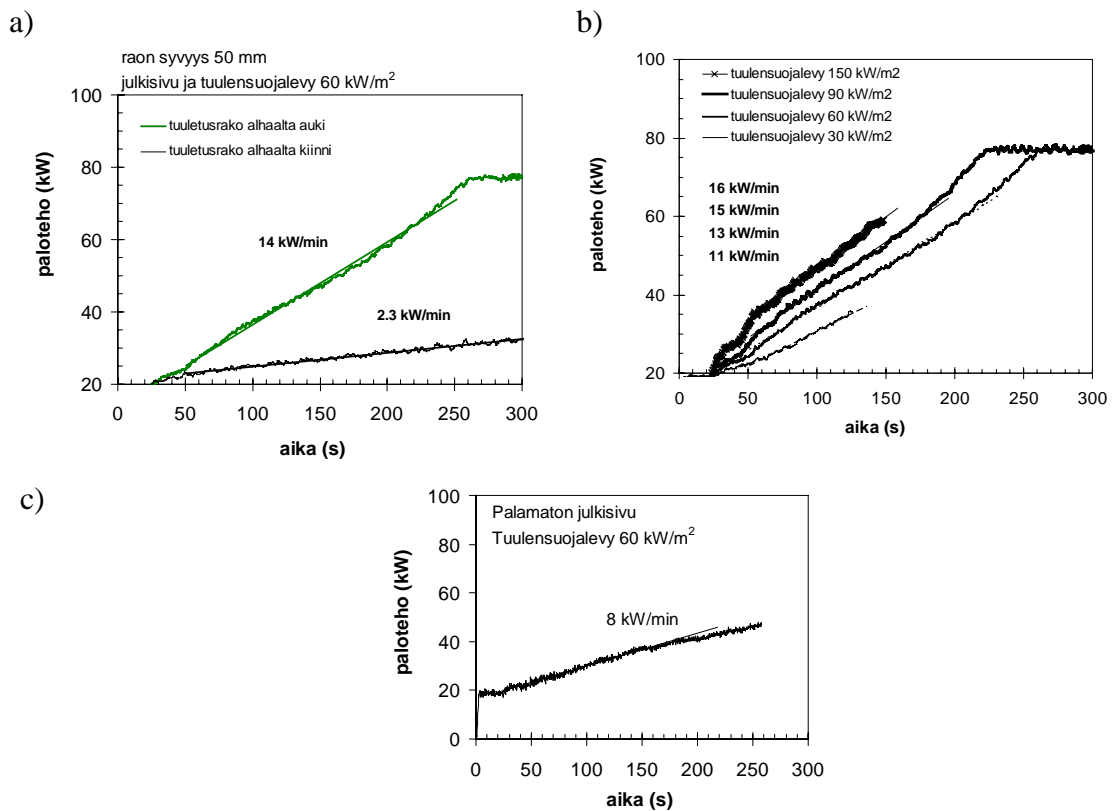 a)
raon syvyys 50 mm
julkisivu ja tuulensuojalevy 60 kW/m²
100
80
60
40
20
paloteho (kW)
tuuletusrako alhaalta auki
tuuletusrako alhaalta kiinni
14 kW/min
2.3 kW/min
0 50 100 150 200 250 300
aika (s)
b)
100
80
60
40
20
paloteho (kW)
tuulensuojalevy 150 kW/m2
tuulensuojalevy 90 kW/m2
tuulensuojalevy 60 kW/m2
tuulensuojalevy 30 kW/m2
16 kW/min
15 kW/min
13 kW/min
11 kW/min
0 50 100 150 200 250 300
aika (s)
c)
100
80
60
40
20
0
paloteho (kW)
Palamaton julkisivu
Tuulensuojalevy 60 kW/m²
8 kW/min
0 50 100 150 200 250 300
aika (s)